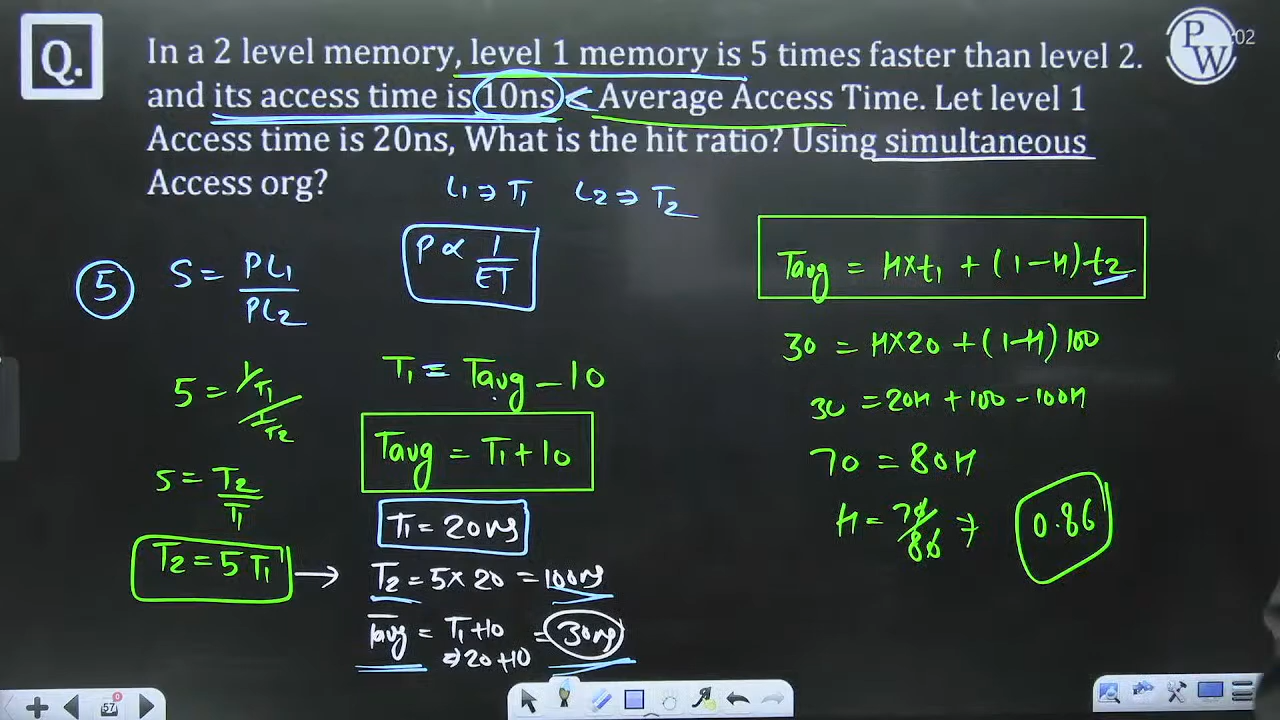 Q.
In a 2 level memory, level 1 memory is 5 times faster than level 2.
and its access time is 10ns < Average Access Time. Let level 1
Access time is 20ns, What is the hit ratio? Using simultaneous
Access org?
PW
02
L1 ⇒ T1 L2 ⇒ T2
5
S = PL1/PL2
P ∝ 1/ET
5 = 1/T1 / 1/T2
5 = T2/T1
T2 = 5T1
T1 = Tavg - 10
Tavg = T1 + 10
T1 = 20ns
T2 = 5×20 = 100ns
Tavg = T1+10 = 30ns
⇒ 20+10
Tavg = H×t1 + (1-H)t2
30 = H×20 + (1-H)100
30 = 20H + 100 - 100H
70 = 80H
H = 70/80 ⇒ 0.86
57
0